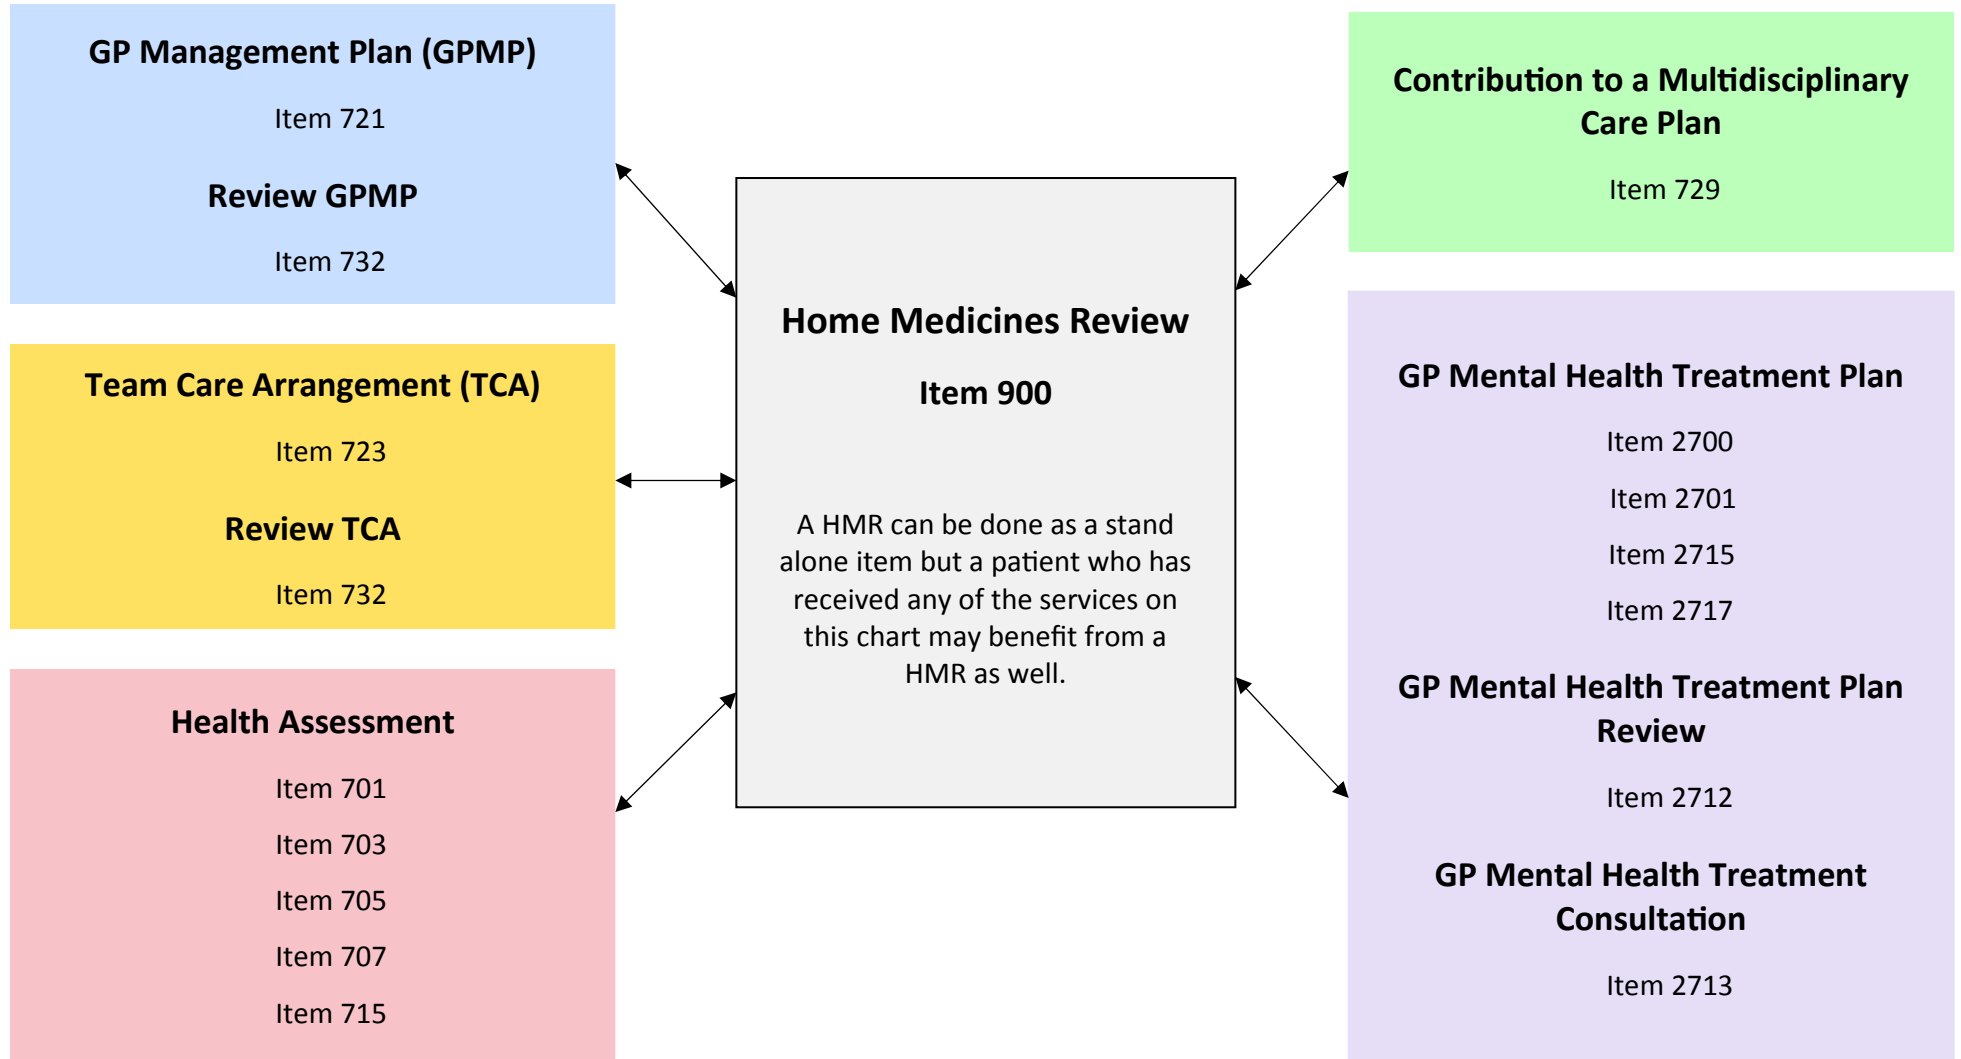 GP Management Plan (GPMP)
Item 721
Review GPMP
Item 732
Team Care Arrangement (TCA)
Item 723
Review TCA
Item 732
Health Assessment
Item 701
Item 703
Item 705
Item 707
Item 715
Home Medicines Review
Item 900
A HMR can be done as a stand
alone item but a patient who has
received any of the services on
this chart may benefit from a
HMR as well.
Contribution to a Multidisciplinary
Care Plan
Item 729
GP Mental Health Treatment Plan
Item 2700
Item 2701
Item 2715
Item 2717
GP Mental Health Treatment Plan
Review
Item 2712
GP Mental Health Treatment
Consultation
Item 2713